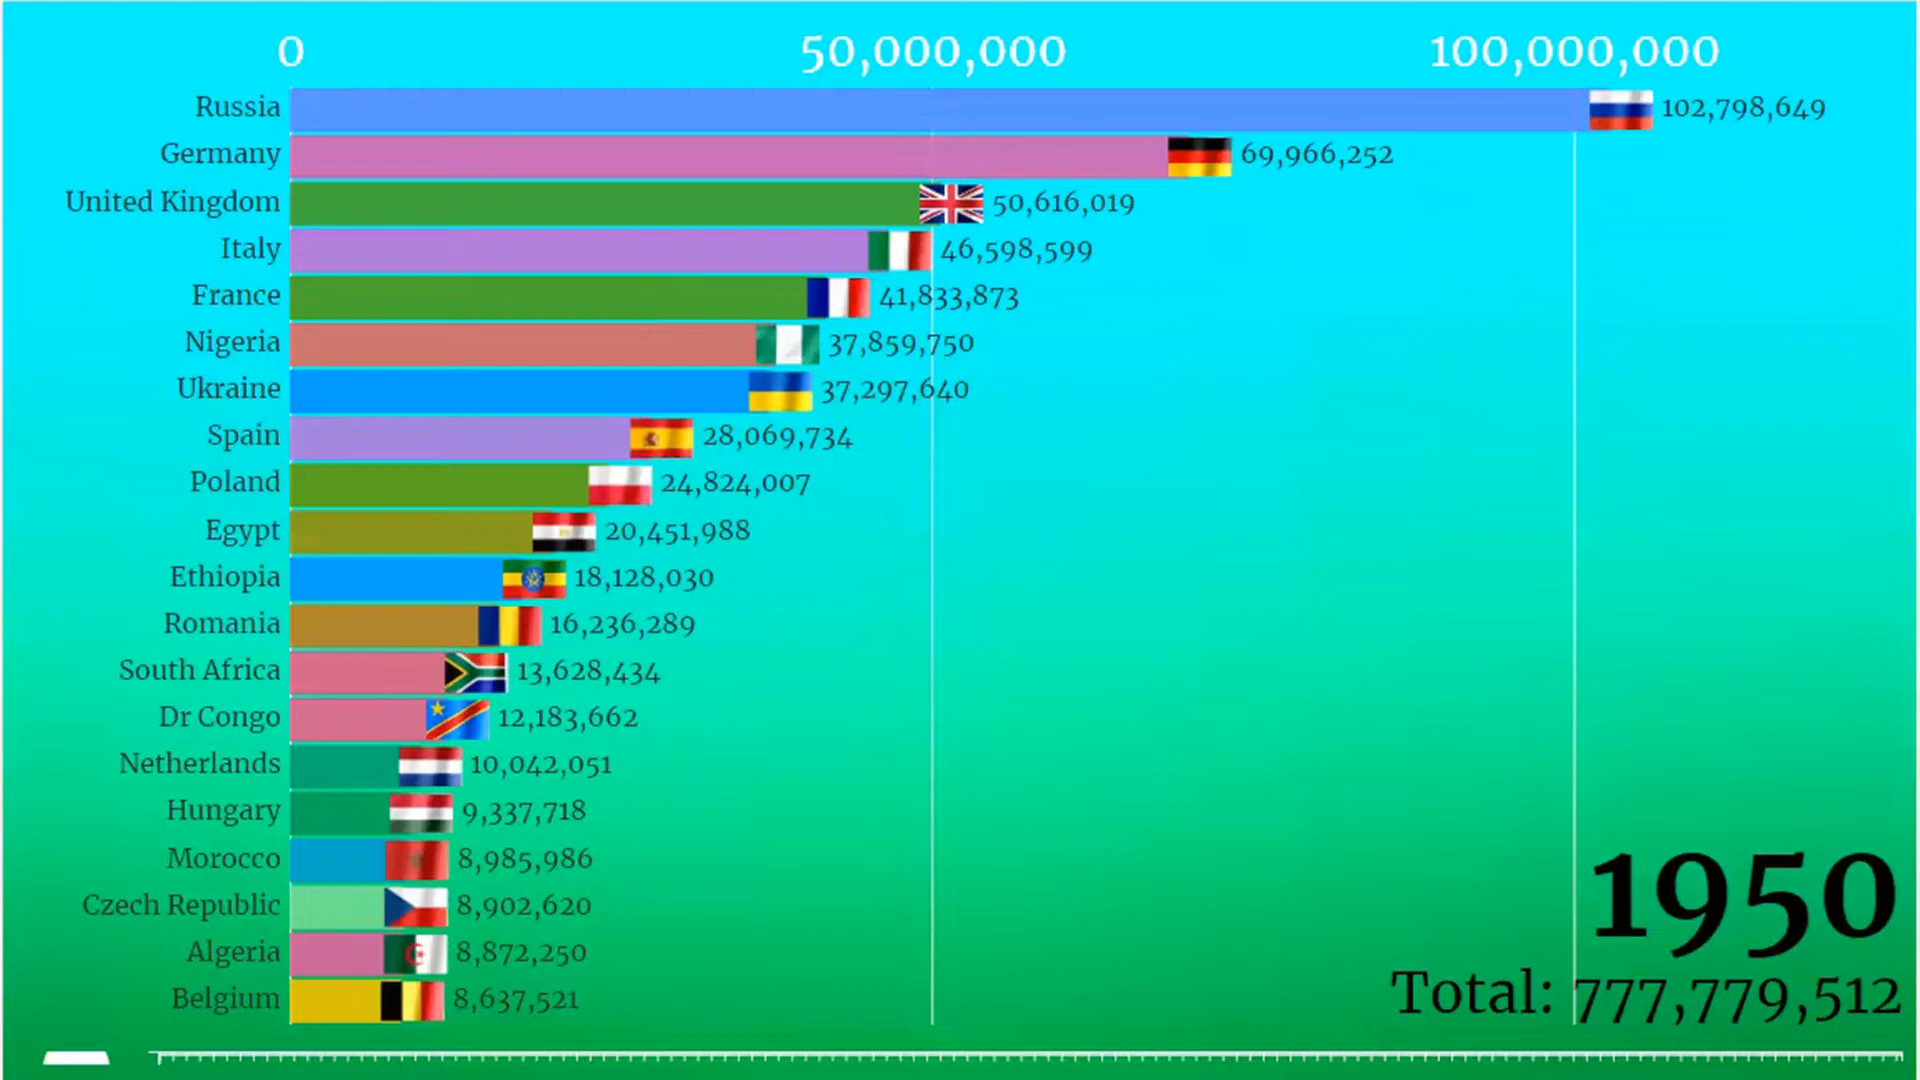 0 50,000,000 100,000,000
Russia 102,798,649
Germany 69,966,252
United Kingdom 50,616,019
Italy 46,598,599
France 41,833,873
Nigeria 37,859,750
Ukraine 37,297,640
Spain 28,069,734
Poland 24,824,007
Egypt 20,451,988
Ethiopia 18,128,030
Romania 16,236,289
South Africa 13,628,434
Dr Congo 12,183,662
Netherlands 10,042,051
Hungary 9,337,718
Morocco 8,985,986
Czech Republic 8,902,620
Algeria 8,872,250
Belgium 8,637,521
1950
Total: 777,779,512